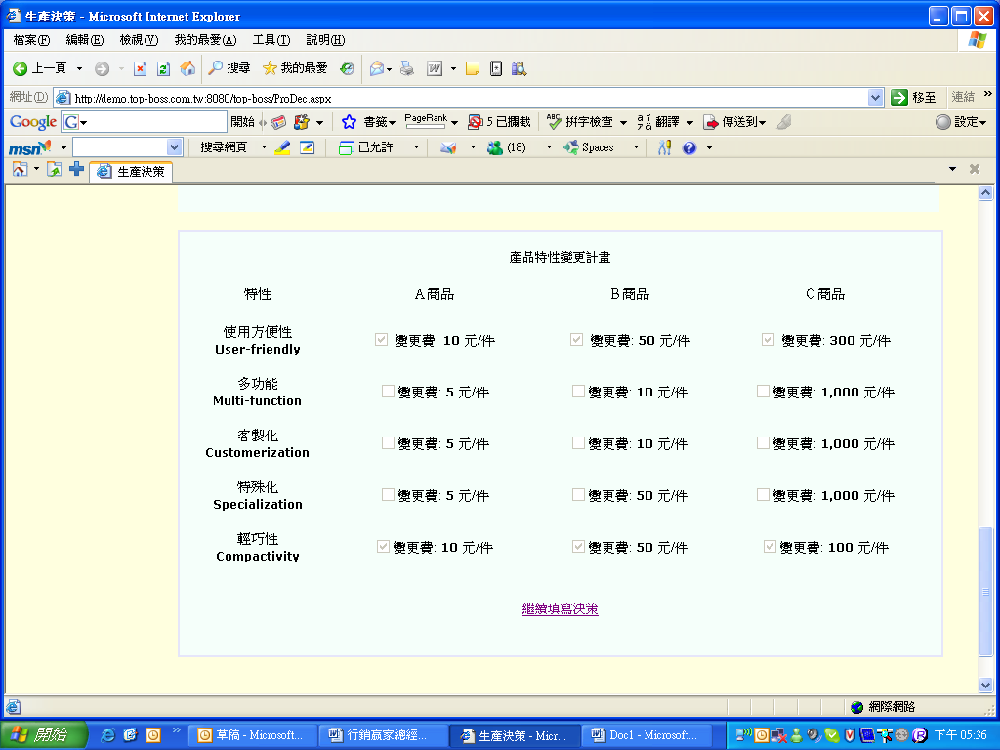 生產決策 - Microsoft Internet Explorer
檔案(F) 編輯(E) 檢視(V) 我的最愛(A) 工具(T) 說明(H)
上一頁 搜尋 我的最愛
網址(D) http://demo.top-boss.com.tw:8080/top-boss/ProDec.aspx 移至 連結 »
Google G 開始 書籤 PageRank 5 已攔截 ABC 拼字檢查 翻譯 傳送到 設定
msn 搜尋網頁 已允許 (18) Spaces
生產決策
產品特性變更計畫
特性 A商品 B商品 C商品
使用方便性
User-friendly 變更費: 10 元/件 變更費: 50 元/件 變更費: 300 元/件
多功能
Multi-function 變更費: 5 元/件 變更費: 10 元/件 變更費: 1,000 元/件
客製化
Customerization 變更費: 5 元/件 變更費: 10 元/件 變更費: 1,000 元/件
特殊化
Specialization 變更費: 5 元/件 變更費: 50 元/件 變更費: 1,000 元/件
輕巧性
Compactivity 變更費: 10 元/件 變更費: 50 元/件 變更費: 100 元/件
繼續填寫決策
網際網路
開始 » 草稿 - Microsoft... 行銷贏家總經... 生產決策 - Micr... Doc1 - Microsoft... 下午 05:36